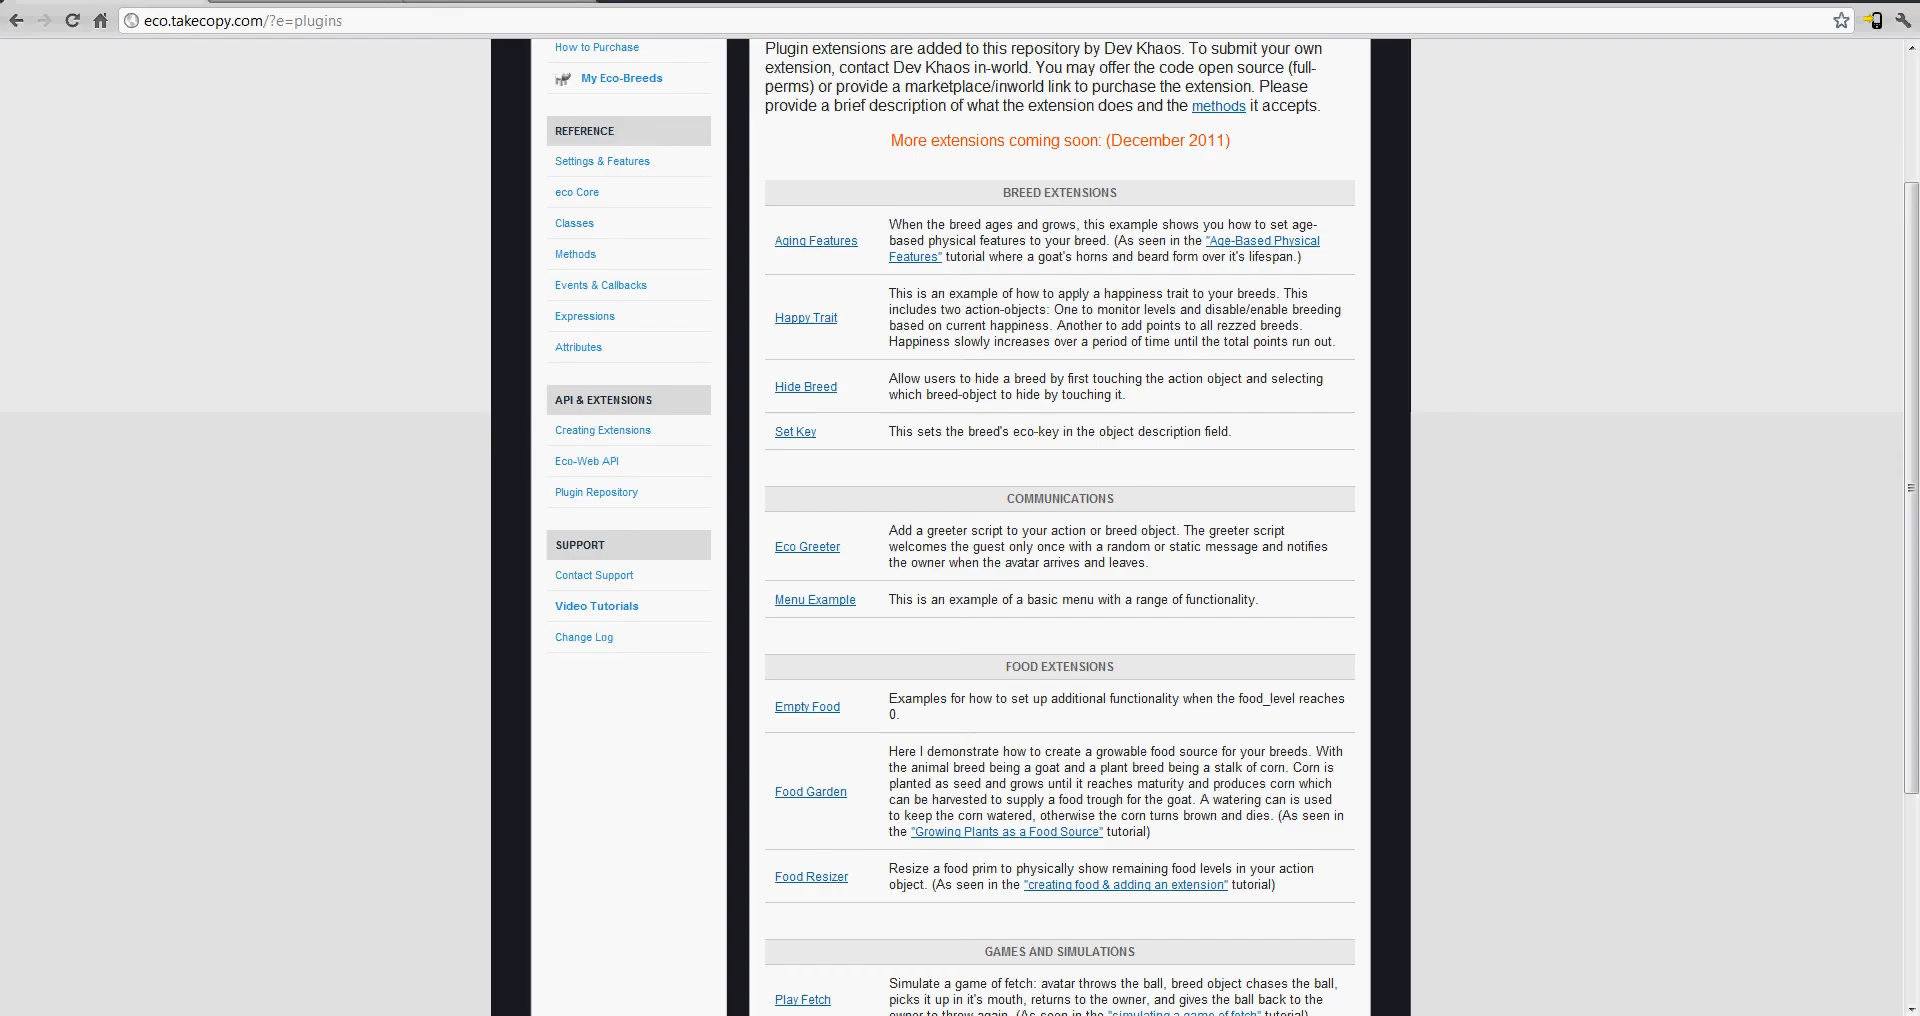 eco.takecopy.com/?e=plugins
How to Purchase
My Eco-Breeds
REFERENCE
Settings & Features
eco Core
Classes
Methods
Events & Callbacks
Expressions
Attributes
API & EXTENSIONS
Creating Extensions
Eco-Web API
Plugin Repository
SUPPORT
Contact Support
Video Tutorials
Change Log
Plugin extensions are added to this repository by Dev Khaos. To submit your own
extension, contact Dev Khaos in-world. You may offer the code open source (full-
perms) or provide a marketplace/inworld link to purchase the extension. Please
provide a brief description of what the extension does and the methods it accepts.
More extensions coming soon: (December 2011)
BREED EXTENSIONS
Aging Features
When the breed ages and grows, this example shows you how to set age-
based physical features to your breed. (As seen in the "Age-Based Physical
Features" tutorial where a goat's horns and beard form over it's lifespan.)
Happy Trait
This is an example of how to apply a happiness trait to your breeds. This
includes two action-objects: One to monitor levels and disable/enable breeding
based on current happiness. Another to add points to all rezzed breeds.
Happiness slowly increases over a period of time until the total points run out.
Hide Breed
Allow users to hide a breed by first touching the action object and selecting
which breed-object to hide by touching it.
Set Key
This sets the breed's eco-key in the object description field.
COMMUNICATIONS
Eco Greeter
Add a greeter script to your action or breed object. The greeter script
welcomes the guest only once with a random or static message and notifies
the owner when the avatar arrives and leaves.
Menu Example
This is an example of a basic menu with a range of functionality.
FOOD EXTENSIONS
Empty Food
Examples for how to set up additional functionality when the food_level reaches
0.
Food Garden
Here I demonstrate how to create a growable food source for your breeds. With
the animal breed being a goat and a plant breed being a stalk of corn. Corn is
planted as seed and grows until it reaches maturity and produces corn which
can be harvested to supply a food trough for the goat. A watering can is used
to keep the corn watered, otherwise the corn turns brown and dies. (As seen in
the "Growing Plants as a Food Source" tutorial)
Food Resizer
Resize a food prim to physically show remaining food levels in your action
object. (As seen in the "creating food & adding an extension" tutorial)
GAMES AND SIMULATIONS
Play Fetch
Simulate a game of fetch: avatar throws the ball, breed object chases the ball,
picks it up in it's mouth, returns to the owner, and gives the ball back to the
owner to throw again. (As seen in the "simulating a game of fetch" tutorial)